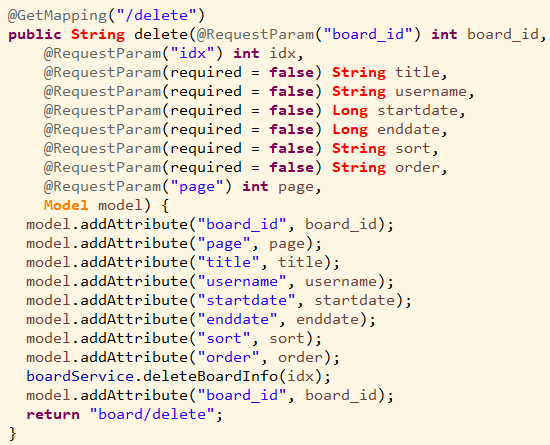 @GetMapping("/delete")
public String delete(@RequestParam("board_id") int board_id,
    @RequestParam("idx") int idx,
    @RequestParam(required = false) String title,
    @RequestParam(required = false) String username,
    @RequestParam(required = false) Long startdate,
    @RequestParam(required = false) Long enddate,
    @RequestParam(required = false) String sort,
    @RequestParam(required = false) String order,
    @RequestParam("page") int page,
    Model model) {
  model.addAttribute("board_id", board_id);
  model.addAttribute("page", page);
  model.addAttribute("title", title);
  model.addAttribute("username", username);
  model.addAttribute("startdate", startdate);
  model.addAttribute("enddate", enddate);
  model.addAttribute("sort", sort);
  model.addAttribute("order", order);
  boardService.deleteBoardInfo(idx);
  model.addAttribute("board_id", board_id);
  return "board/delete";
}